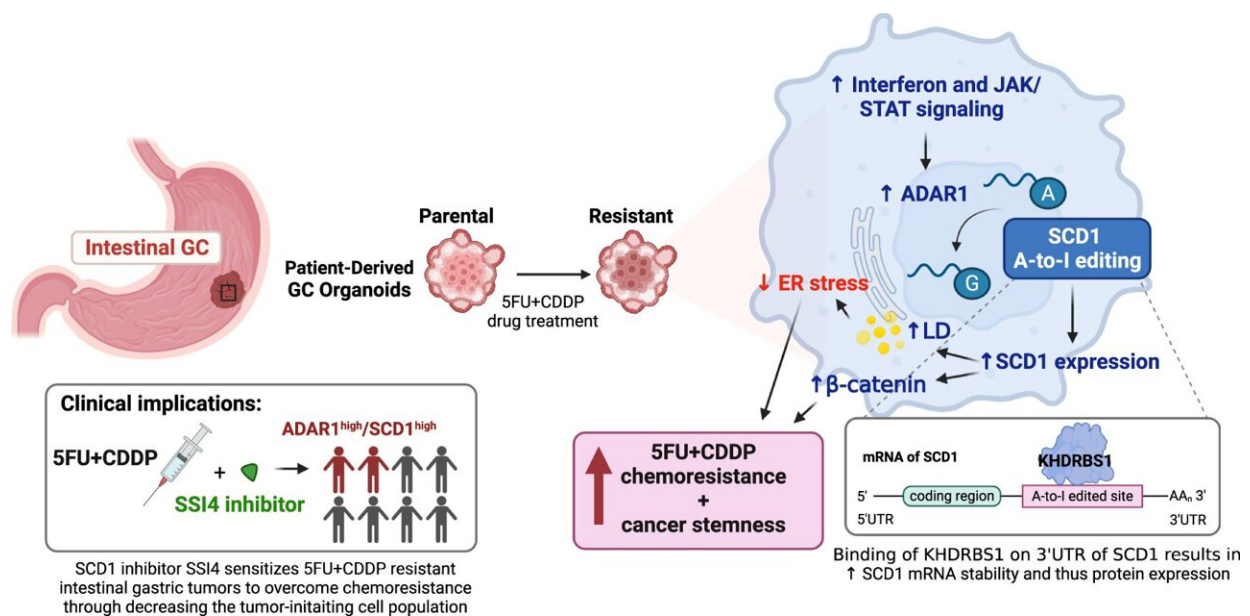 Intestinal GC
Parental
Resistant
Patient-Derived
GC Organoids
5FU+CDDP
drug treatment
↑ Interferon and JAK/
STAT signaling
↑ ADAR1
A
G
SCD1
A-to-I editing
↓ ER stress
↑LD
↑SCD1 expression
↑β-catenin
5FU+CDDP
chemoresistance
+
cancer stemness
Clinical implications:
5FU+CDDP
+
SSI4 inhibitor
ADAR1high/SCD1high
SCD1 inhibitor SSI4 sensitizes 5FU+CDDP resistant
intestinal gastric tumors to overcome chemoresistance
through decreasing the tumor-initaiting cell population
mRNA of SCD1
KHDRBS1
5' coding region A-to-I edited site AAn 3'
5'UTR 3'UTR
Binding of KHDRBS1 on 3'UTR of SCD1 results in
↑ SCD1 mRNA stability and thus protein expression